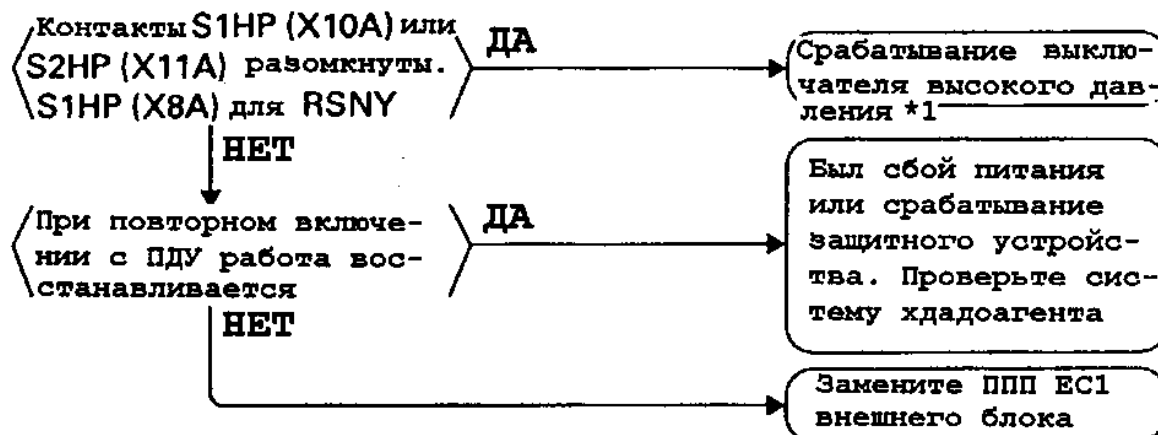 Контакты S1HP (X10A) или
S2HP (X11A) разомкнуты.
S1HP (X8A) для RSNY
ДА
Срабатывание выклю-
чателя высокого дав-
ления *1
НЕТ
При повторном включе-
нии с ПДУ работа вос-
станавливается
ДА
Был сбой питания
или срабатывание
защитного устройс-
тва. Проверьте сис-
тему хдадоагента
НЕТ
Замените ППП EC1
внешнего блока